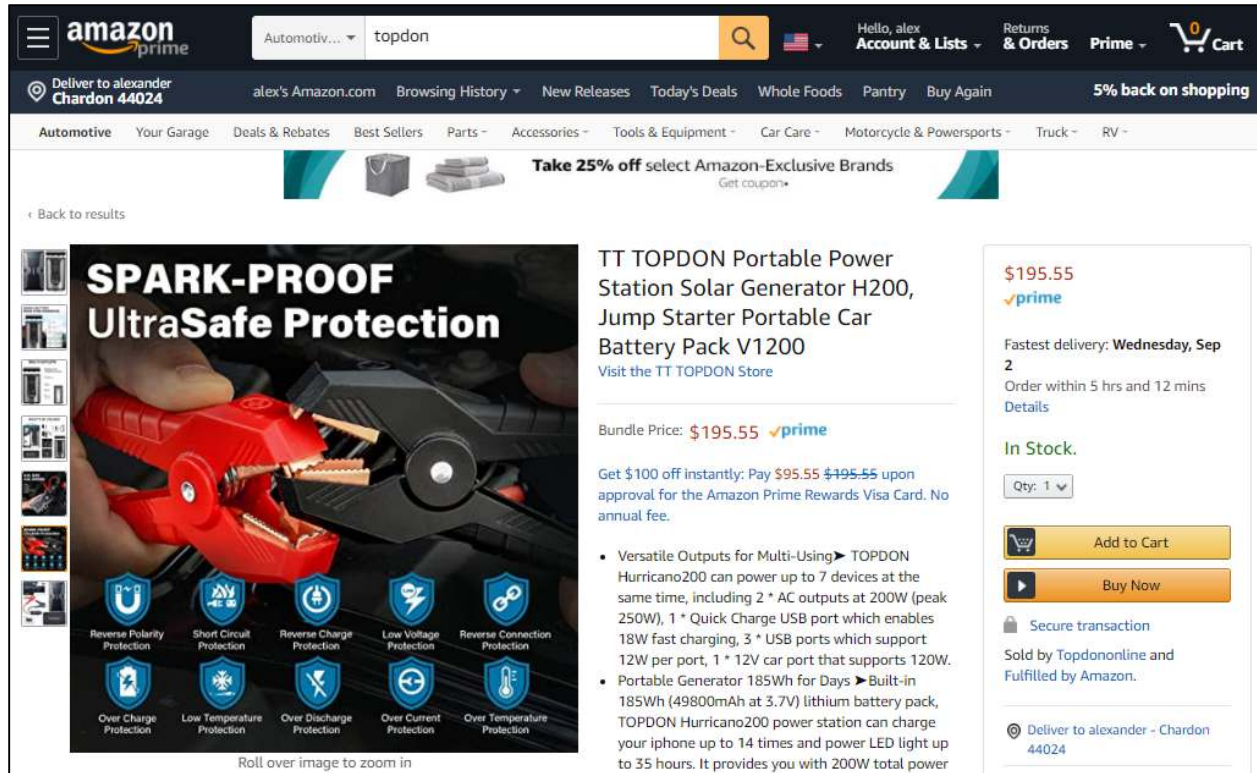 amazon
prime
Automotiv...
topdon
Hello, alex
Account & Lists
Returns
& Orders
Prime
0
Cart
Deliver to alexander
Chardon 44024
alex's Amazon.com Browsing History New Releases Today's Deals Whole Foods Pantry Buy Again
5% back on shopping
Automotive Your Garage Deals & Rebates Best Sellers Parts Accessories Tools & Equipment Car Care Motorcycle & Powersports Truck RV
Take 25% off select Amazon-Exclusive Brands
Get coupon
‹ Back to results
SPARK-PROOF
UltraSafe Protection
Reverse Polarity
Protection
Short Circuit
Protection
Reverse Charge
Protection
Low Voltage
Protection
Reverse Connection
Protection
Over Charge
Protection
Low Temperature
Protection
Over Discharge
Protection
Over Current
Protection
Over Temperature
Protection
Roll over image to zoom in
TT TOPDON Portable Power
Station Solar Generator H200,
Jump Starter Portable Car
Battery Pack V1200
Visit the TT TOPDON Store
Bundle Price: $195.55 prime
Get $100 off instantly: Pay $95.55 $195.55 upon
approval for the Amazon Prime Rewards Visa Card. No
annual fee.
• Versatile Outputs for Multi-Using➤ TOPDON
Hurricano200 can power up to 7 devices at the
same time, including 2 * AC outputs at 200W (peak
250W), 1 * Quick Charge USB port which enables
18W fast charging, 3 * USB ports which support
12W per port, 1 * 12V car port that supports 120W.
• Portable Generator 185Wh for Days ➤Built-in
185Wh (49800mAh at 3.7V) lithium battery pack,
TOPDON Hurricano200 power station can charge
your iphone up to 14 times and power LED light up
to 35 hours. It provides you with 200W total power
$195.55
prime
Fastest delivery: Wednesday, Sep
2
Order within 5 hrs and 12 mins
Details
In Stock.
Qty: 1
Add to Cart
Buy Now
Secure transaction
Sold by Topdononline and
Fulfilled by Amazon.
Deliver to alexander - Chardon
44024